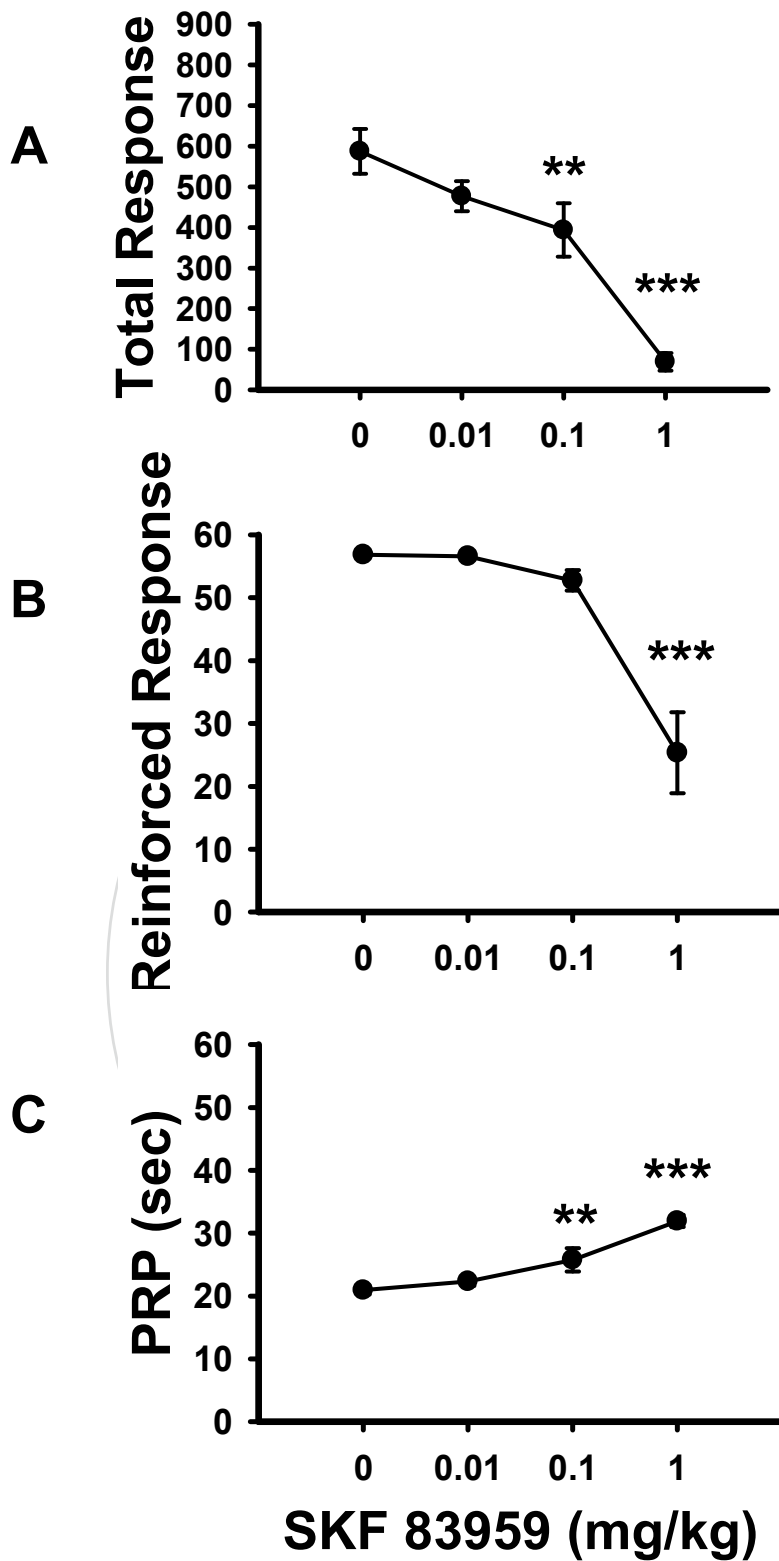 A
Total Response
900
800
700
600
500
400
300
200
100
0
**
***
0 0.01 0.1 1
B
Reinforced Response
60
50
40
30
20
10
0
***
0 0.01 0.1 1
C
PRP (sec)
60
50
40
30
20
10
0
**
***
0 0.01 0.1 1
SKF 83959 (mg/kg)